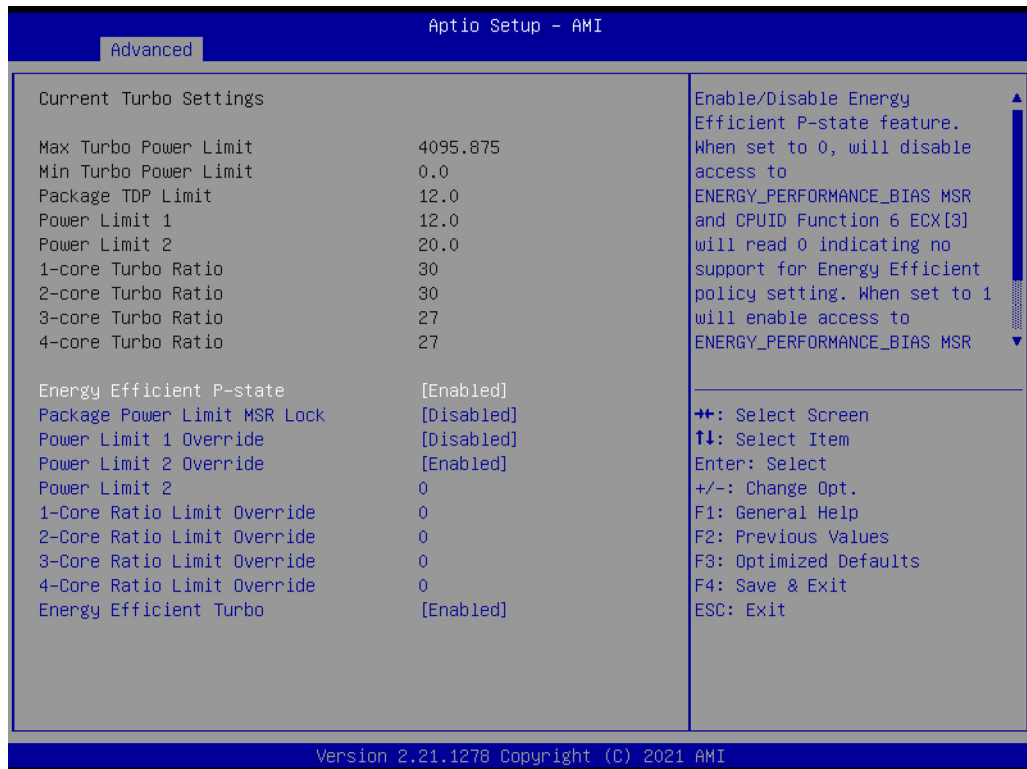 Aptio Setup – AMI
Advanced
Current Turbo Settings
Max Turbo Power Limit 4095.875
Min Turbo Power Limit 0.0
Package TDP Limit 12.0
Power Limit 1 12.0
Power Limit 2 20.0
1-core Turbo Ratio 30
2-core Turbo Ratio 30
3-core Turbo Ratio 27
4-core Turbo Ratio 27
Energy Efficient P-state [Enabled]
Package Power Limit MSR Lock [Disabled]
Power Limit 1 Override [Disabled]
Power Limit 2 Override [Enabled]
Power Limit 2 0
1-Core Ratio Limit Override 0
2-Core Ratio Limit Override 0
3-Core Ratio Limit Override 0
4-Core Ratio Limit Override 0
Energy Efficient Turbo [Enabled]
Enable/Disable Energy
Efficient P-state feature.
When set to 0, will disable
access to
ENERGY_PERFORMANCE_BIAS MSR
and CPUID Function 6 ECX[3]
will read 0 indicating no
support for Energy Efficient
policy setting. When set to 1
will enable access to
ENERGY_PERFORMANCE_BIAS MSR
→←: Select Screen
↑↓: Select Item
Enter: Select
+/-: Change Opt.
F1: General Help
F2: Previous Values
F3: Optimized Defaults
F4: Save & Exit
ESC: Exit
Version 2.21.1278 Copyright (C) 2021 AMI